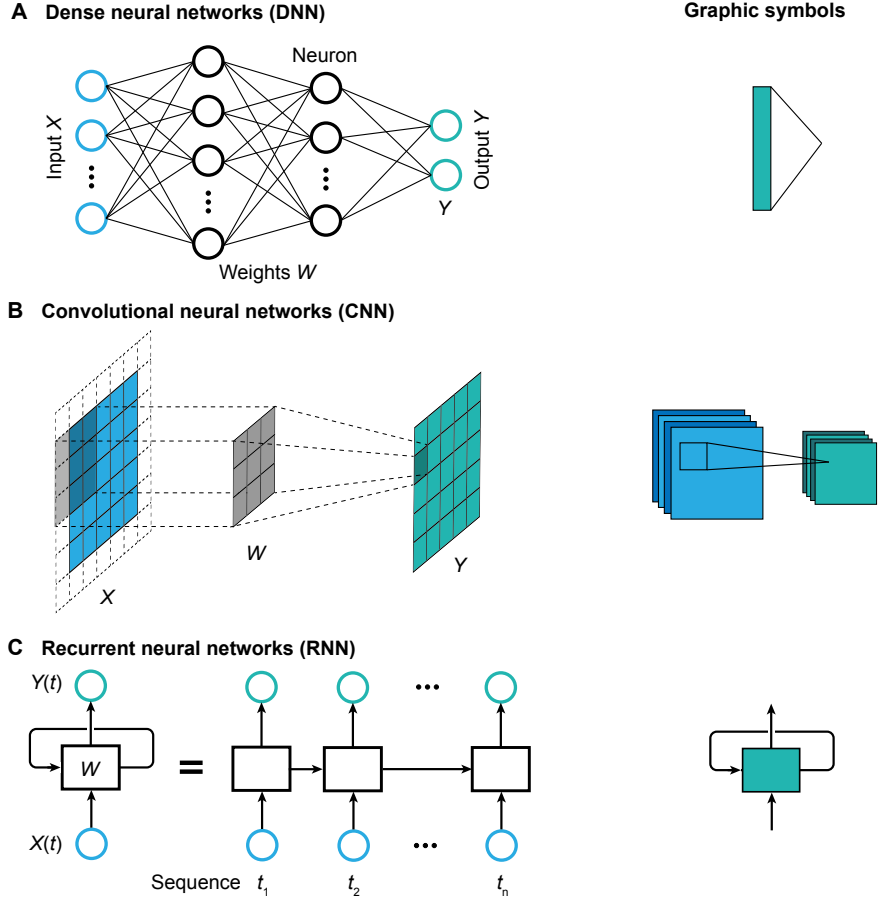 A Dense neural networks (DNN)
Graphic symbols
Neuron
Input X
Output Y
Y
Weights W
B Convolutional neural networks (CNN)
X
W
Y
C Recurrent neural networks (RNN)
Y(t)
W
=
X(t)
Sequence t1 t2 tn